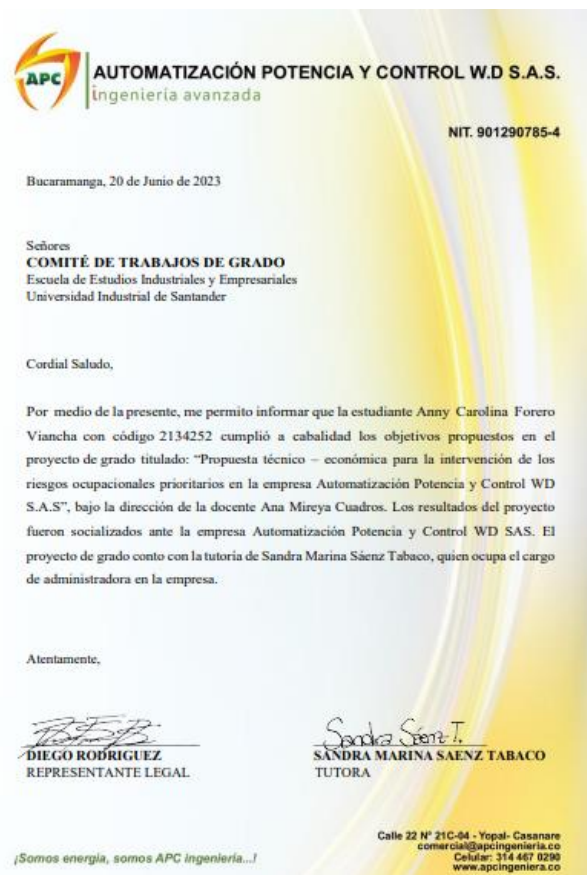 APC
AUTOMATIZACIÓN POTENCIA Y CONTROL W.D S.A.S.
ingeniería avanzada
NIT. 901290785-4
Bucaramanga, 20 de Junio de 2023
Señores
COMITÉ DE TRABAJOS DE GRADO
Escuela de Estudios Industriales y Empresariales
Universidad Industrial de Santander
Cordial Saludo,
Por medio de la presente, me permito informar que la estudiante Anny Carolina Forero
Viancha con código 2134252 cumplió a cabalidad los objetivos propuestos en el
proyecto de grado titulado: “Propuesta técnico – económica para la intervención de los
riesgos ocupacionales prioritarios en la empresa Automatización Potencia y Control WD
S.A.S”, bajo la dirección de la docente Ana Mireya Cuadros. Los resultados del proyecto
fueron socializados ante la empresa Automatización Potencia y Control WD SAS. El
proyecto de grado conto con la tutoría de Sandra Marina Sáenz Tabaco, quien ocupa el cargo
de administradora en la empresa.
Atentamente,
Sandra Sáenz T.
DIEGO RODRIGUEZ
SANDRA MARINA SAENZ TABACO
REPRESENTANTE LEGAL
TUTORA
Calle 22 N° 21C-04 - Yopal- Casanare
comercial@apcingenieria.co
Celular: 314 467 0290
www.apcingeniera.co
¡Somos energía, somos APC ingeniería...!